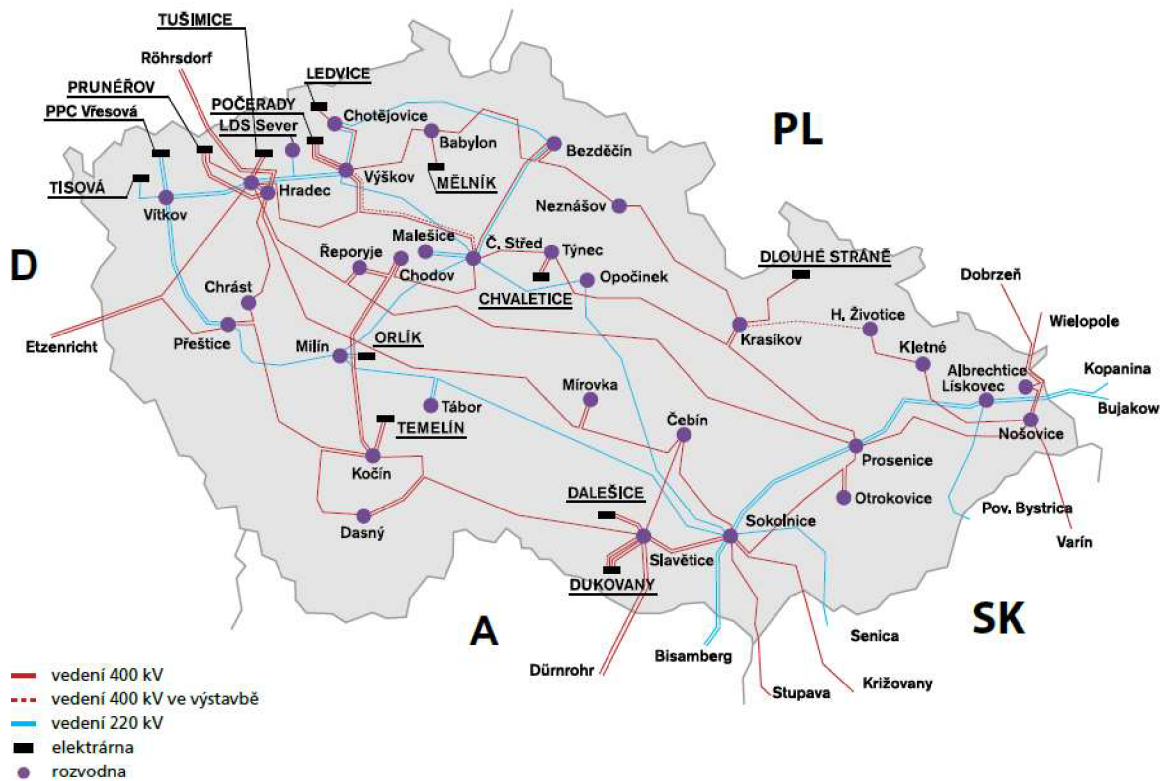 TUŠIMICE
Röhrsdorf
LEDVICE
PRUNÉŘOV
POČERADY
PPC Vřesová
LDS Sever
Chotějovice
Babylon
Bezděčín
PL
TISOVÁ
Hradec
Výškov
MĚLNÍK
Vítkov
Neznášov
D
Malešice
Č. Střed
Týnec
Řeporyje
Chodov
Opočinek
DLOUHÉ STRÁNĚ
CHVALETICE
Dobrzeň
Chrást
Wielopole
H. Životice
Krasíkov
Etzenricht
Přeštice
Milín
ORLÍK
Kletné
Albrechtice
Lískovec
Kopanina
Mírovka
Bujakow
Tábor
Čebín
TEMELÍN
Nošovice
Prosenice
Kočín
DALEŠICE
Otrokovice
Dasný
Sokolnice
Pov. Bystrica
Slavětice
Varín
DUKOVANY
A
SK
Senica
Bisamberg
Dürnrohr
Križovany
Stupava
vedení 400 kV
vedení 400 kV ve výstavbě
vedení 220 kV
elektrárna
rozvodna